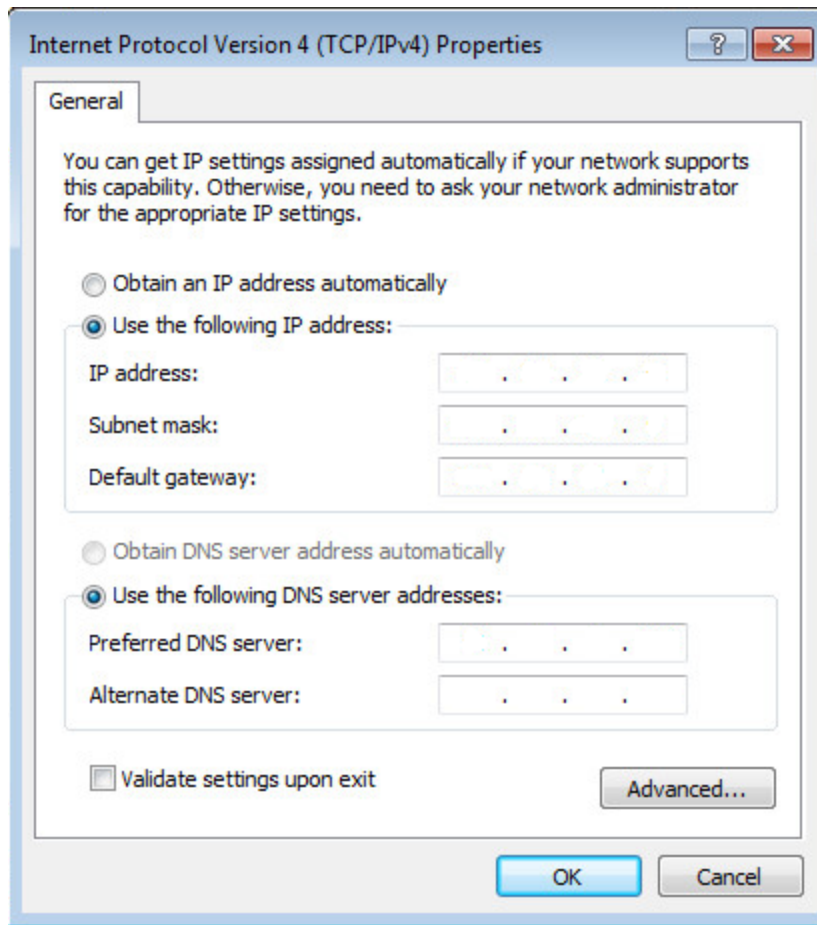 Internet Protocol Version 4 (TCP/IPv4) Properties
General
You can get IP settings assigned automatically if your network supports
this capability. Otherwise, you need to ask your network administrator
for the appropriate IP settings.
Obtain an IP address automatically
Use the following IP address:
IP address: . . .
Subnet mask: . . .
Default gateway: . . .
Obtain DNS server address automatically
Use the following DNS server addresses:
Preferred DNS server: . . .
Alternate DNS server: . . .
Validate settings upon exit
Advanced...
OK Cancel